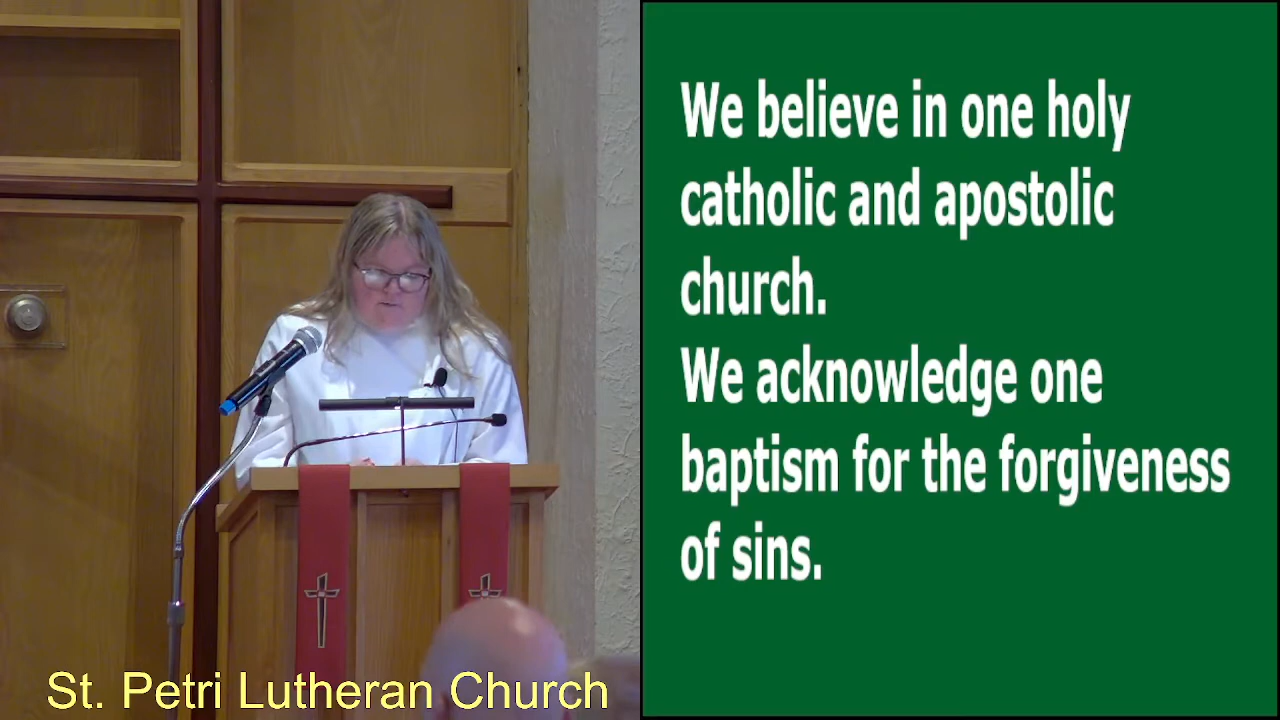 We believe in one holy
catholic and apostolic
church.
We acknowledge one
baptism for the forgiveness
of sins.
St. Petri Lutheran Church